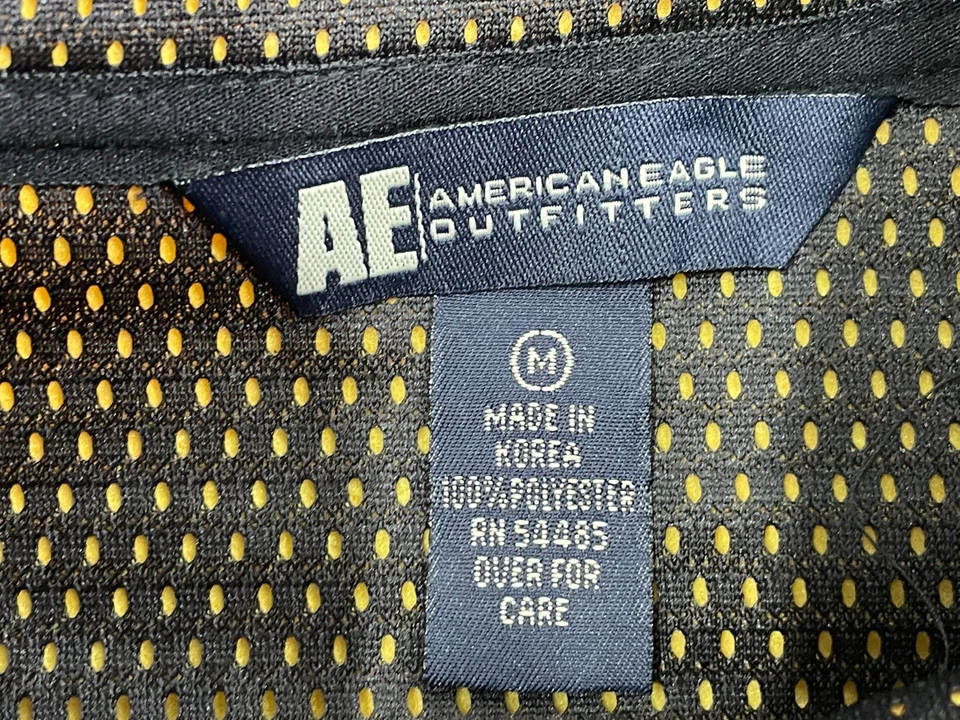 AE AMERICAN EAGLE
OUTFITTERS
M
MADE IN
KOREA
100% POLYESTER
RN 54485
OVER FOR
CARE